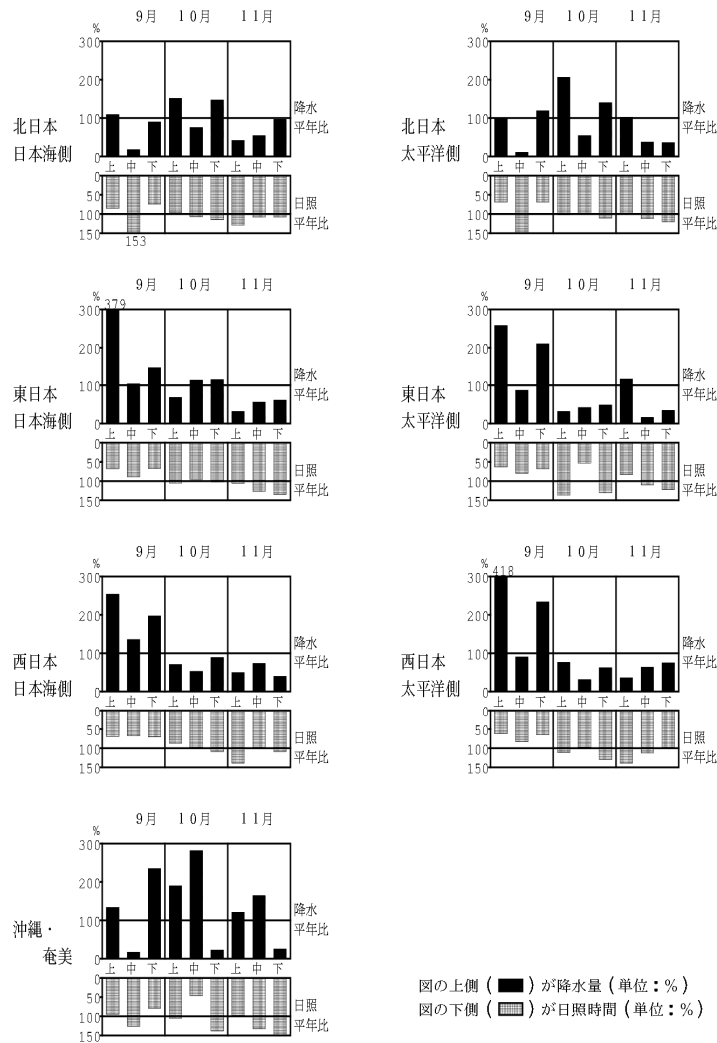 ９月 １０月 １１月
%
300
200
100
0
北日本
日本海側
降水
平年比
上 中 下 上 中 下 上 中 下
0
50
100
150
日照
平年比
153
９月 １０月 １１月
%
300
200
100
0
北日本
太平洋側
降水
平年比
上 中 下 上 中 下 上 中 下
0
50
100
150
日照
平年比
９月 １０月 １１月
%
379
300
200
100
0
東日本
日本海側
降水
平年比
上 中 下 上 中 下 上 中 下
0
50
100
150
日照
平年比
９月 １０月 １１月
%
300
200
100
0
東日本
太平洋側
降水
平年比
上 中 下 上 中 下 上 中 下
0
50
100
150
日照
平年比
９月 １０月 １１月
%
300
200
100
0
西日本
日本海側
降水
平年比
上 中 下 上 中 下 上 中 下
0
50
100
150
日照
平年比
９月 １０月 １１月
%
418
300
200
100
0
西日本
太平洋側
降水
平年比
上 中 下 上 中 下 上 中 下
0
50
100
150
日照
平年比
９月 １０月 １１月
%
300
200
100
0
沖縄・
奄美
降水
平年比
上 中 下 上 中 下 上 中 下
0
50
100
150
日照
平年比
図の上側（ ）が降水量（単位：％）
図の下側（ ）が日照時間（単位：％）